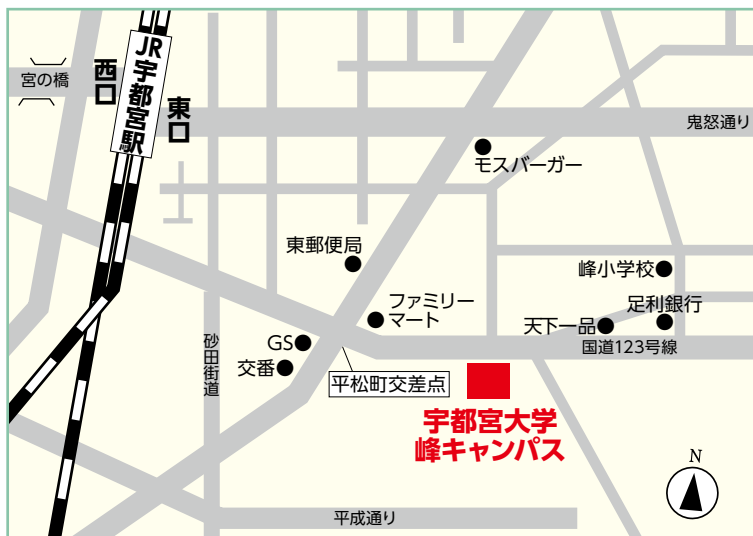 JR宇都宮駅
西口
東口
宮の橋
鬼怒通り
モスバーガー
東郵便局
峰小学校
ファミリー
マート
足利銀行
天下一品
GS
国道123号線
砂田街道
交番
平松町交差点
宇都宮大学
峰キャンパス
N
平成通り